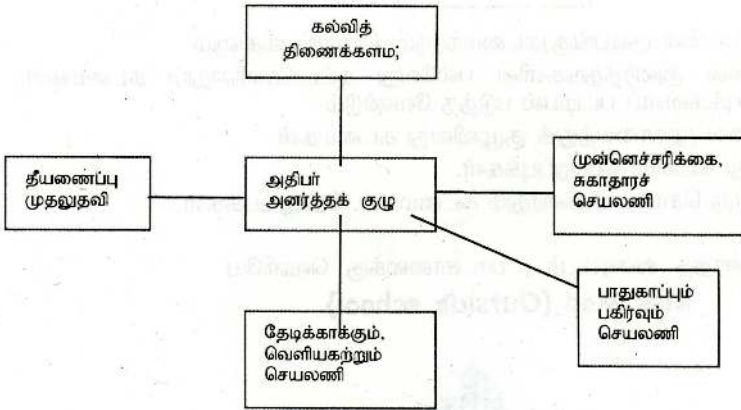 கல்வித்
திணைக்களம;
தீயணைப்பு
முதலுதவி
அதிபர்
அனர்த்தக் குழு
முன்னெச்சரிக்கை,
சுகாதாரச்
செயலணி
பாதுகாப்பும்
பகிர்வும்
செயலணி
தேடிக்காக்கும்,
வெளியகற்றும்
செயலணி